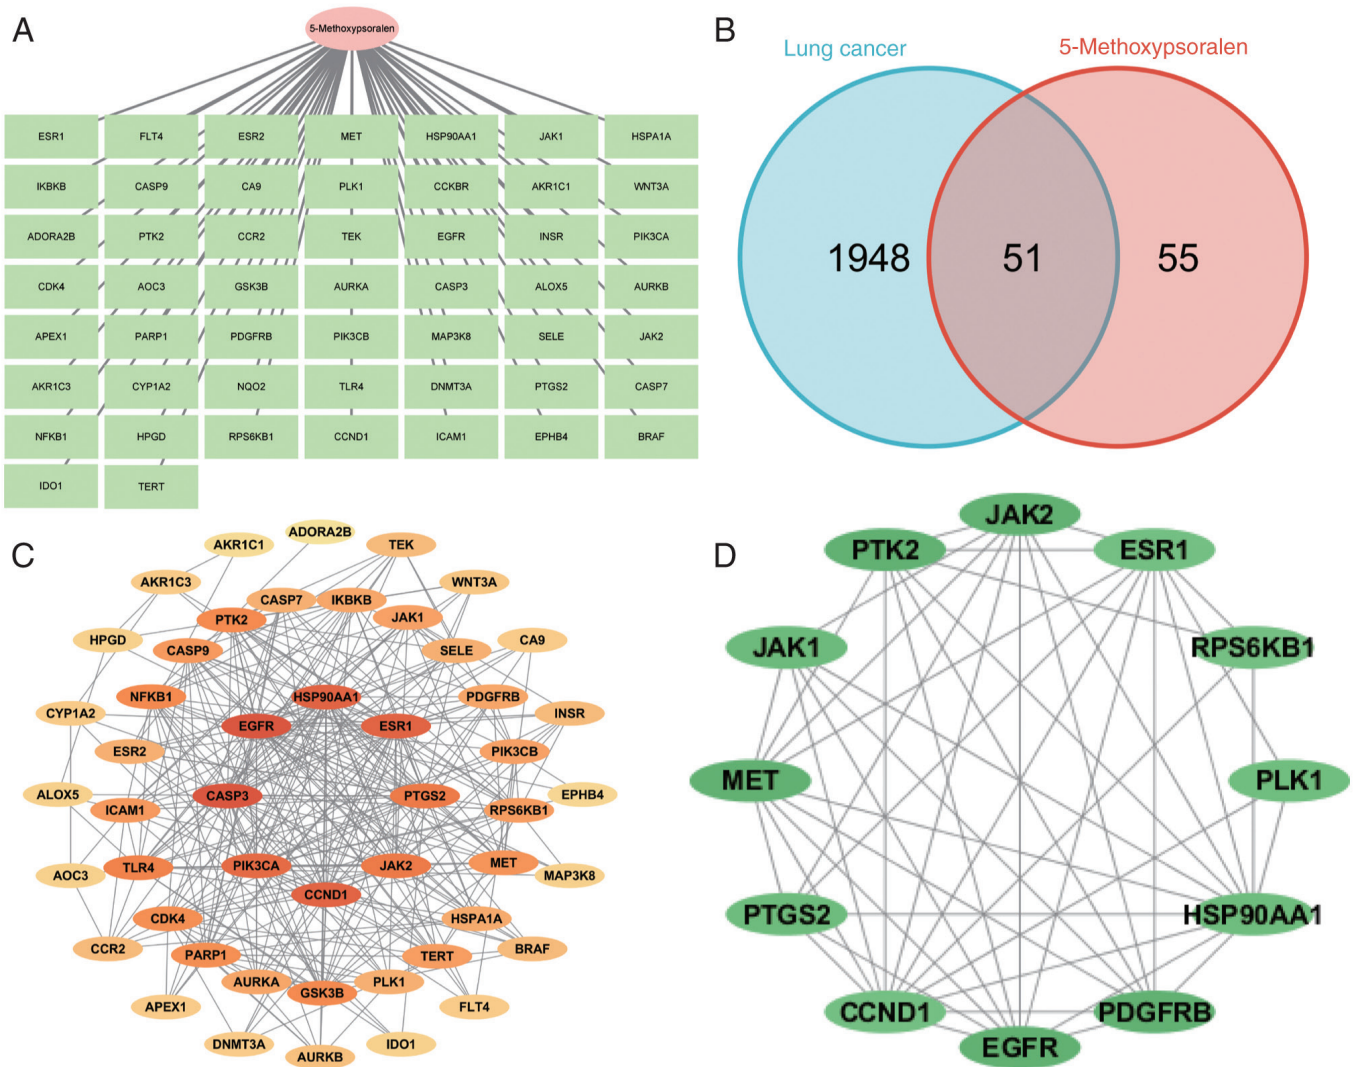 A
5-Methoxypsoralen
ESR1 FLT4 ESR2 MET HSP90AA1 JAK1 HSPA1A
IKBKB CASP9 CA9 PLK1 CCKBR AKR1C1 WNT3A
ADORA2B PTK2 CCR2 TEK EGFR INSR PIK3CA
CDK4 AOC3 GSK3B AURKA CASP3 ALOX5 AURKB
APEX1 PARP1 PDGFRB PIK3CB MAP3K8 SELE JAK2
AKR1C3 CYP1A2 NQO2 TLR4 DNMT3A PTGS2 CASP7
NFKB1 HPGD RPS6KB1 CCND1 ICAM1 EPHB4 BRAF
IDO1 TERT
B
Lung cancer 5-Methoxypsoralen
1948 51 55
C
ADORA2B
AKR1C1 TEK
AKR1C3 WNT3A
CASP7 IKBKB
PTK2 JAK1
HPGD CASP9 SELE CA9
NFKB1 HSP90AA1 PDGFRB
CYP1A2 EGFR ESR1 INSR
ESR2 PIK3CB
ALOX5 CASP3 PTGS2 EPHB4
ICAM1 RPS6KB1
AOC3 TLR4 PIK3CA JAK2 MET MAP3K8
CCND1
CDK4 HSPA1A
CCR2 PARP1 TERT BRAF
AURKA GSK3B PLK1
APEX1 FLT4
DNMT3A AURKB IDO1
D
JAK2
PTK2 ESR1
JAK1 RPS6KB1
MET PLK1
PTGS2 HSP90AA1
CCND1 PDGFRB
EGFR